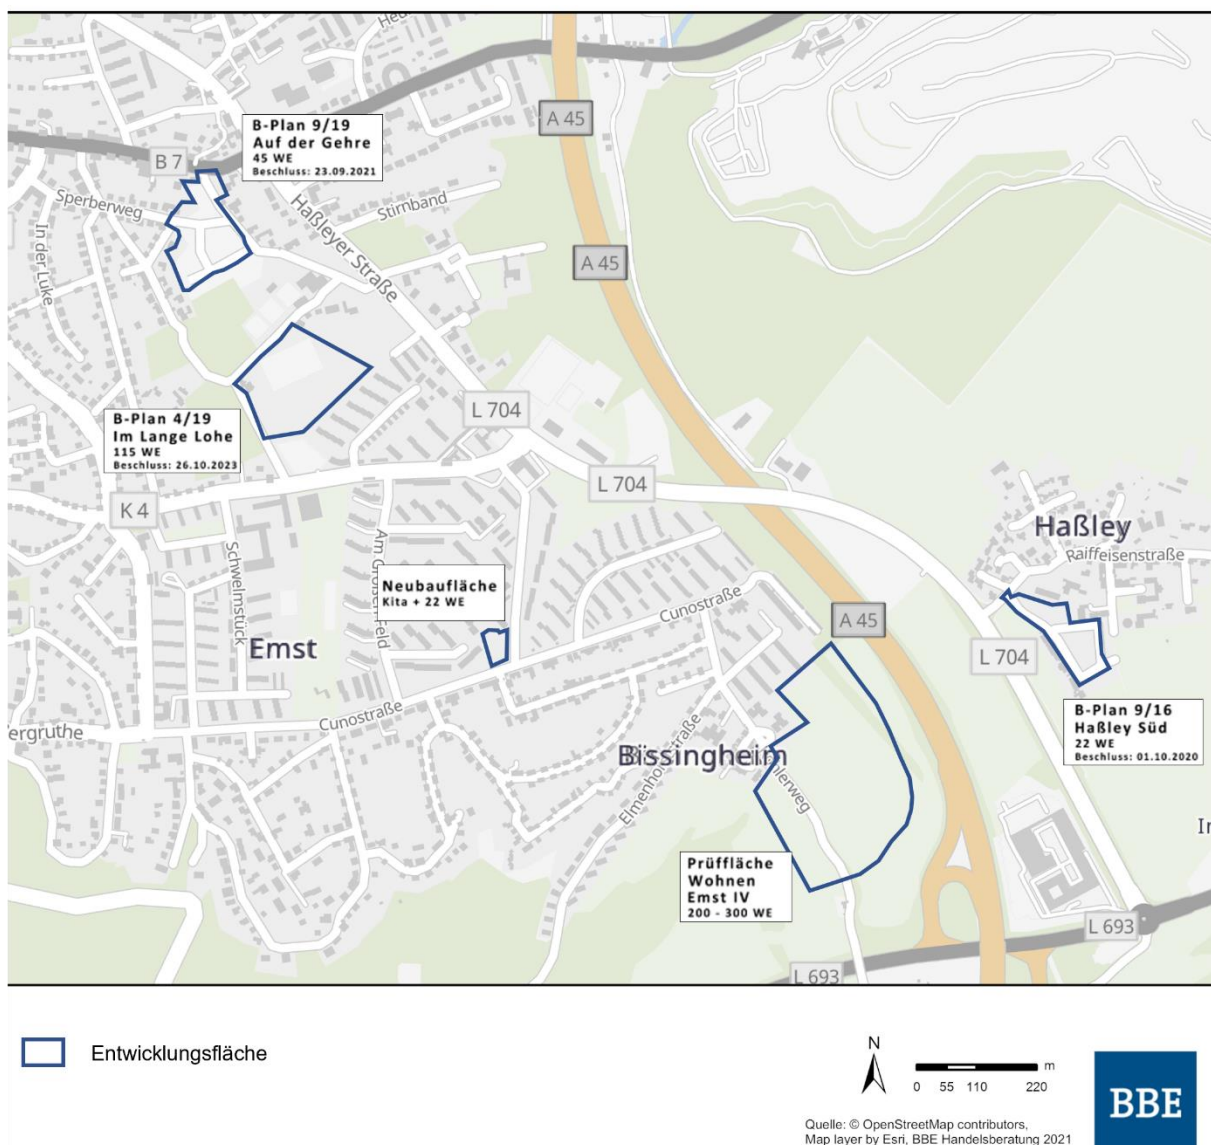 A 45
B-Plan 9/19
Auf der Gehre
45 WE
Beschluss: 23.09.2021
B 7
Sperberweg
In der Luke
Haßleyer Straße
Stirnband
A 45
B-Plan 4/19
Im Lange Lohe
115 WE
Beschluss: 26.10.2023
L 704
L 704
K 4
Haßley
Raiffeisenstraße
Schwelmstück
Am Großen Feld
Neubaufläche
Kita + 22 WE
Cunostraße
A 45
Emst
L 704
Cunostraße
Bissingheim
Elmenhorststraße
B-Plan 9/16
Haßley Süd
22 WE
Beschluss: 01.10.2020
Prüffläche
Wohnen
Emst IV
200 - 300 WE
L 693
L 693
Entwicklungsfläche
N
m
0 55 110 220
BBE
Quelle: © OpenStreetMap contributors,
Map layer by Esri, BBE Handelsberatung 2021